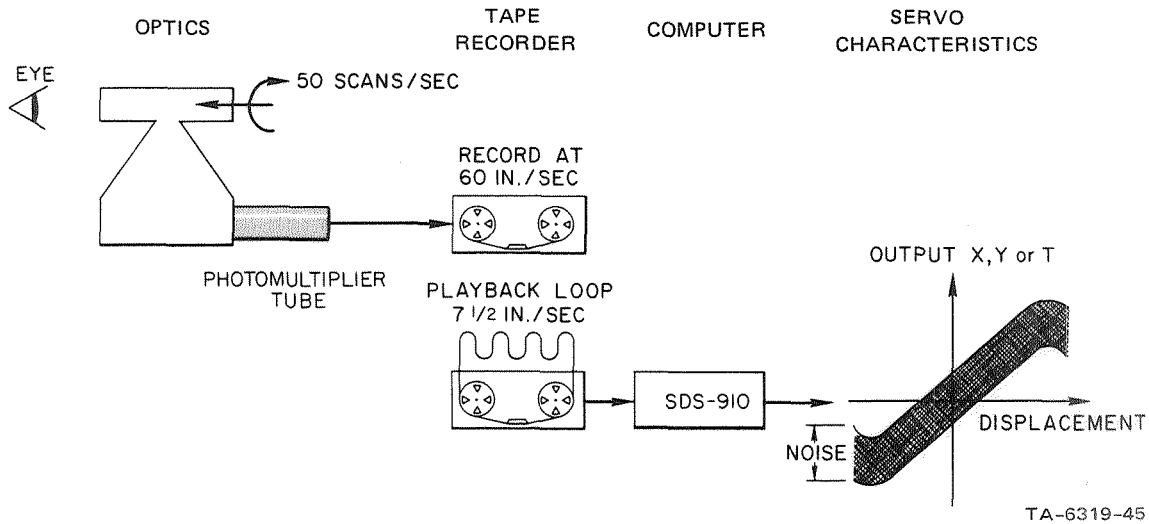 OPTICS
TAPE
RECORDER
COMPUTER
SERVO
CHARACTERISTICS
EYE
50 SCANS/SEC
RECORD AT
60 IN./SEC
PHOTOMULTIPLIER
TUBE
PLAYBACK LOOP
7 1/2 IN./SEC
SDS-910
OUTPUT X,Y or T
DISPLACEMENT
NOISE
TA-6319-45